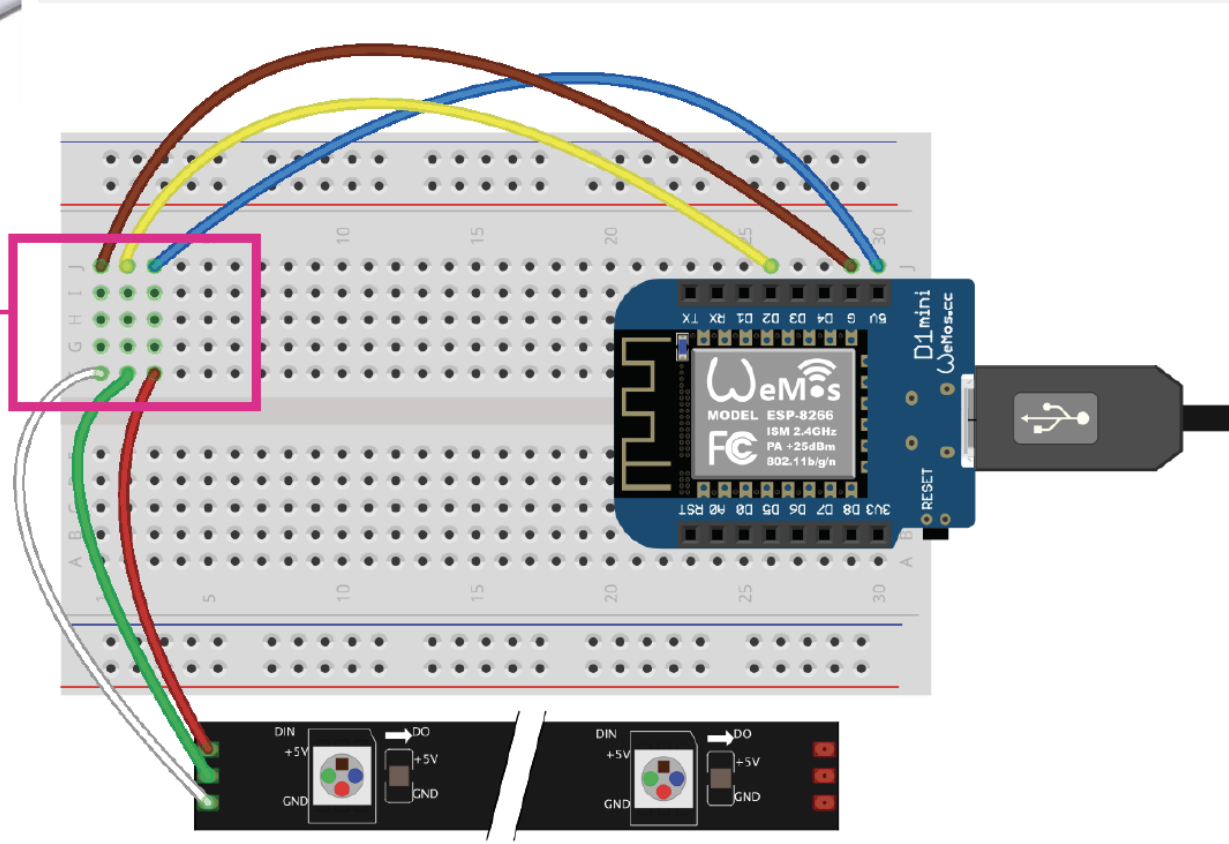 10 15 20 25 30
J J
I
H
G
TX RX D1 D2 D3 D4 G 5V
D1 mini
WeMos.cc
WeMos
MODEL ESP-8266
ISM 2.4GHz
PA +25dBm
802.11b/g/n
FC
RESET
RST A0 D0 D5 D6 D7 D8 3V3
C
B B
A A
1 5 10 15 20 25 30
DIN DO
+5V +5V
GND GND
DIN DO
+5V +5V
GND GND